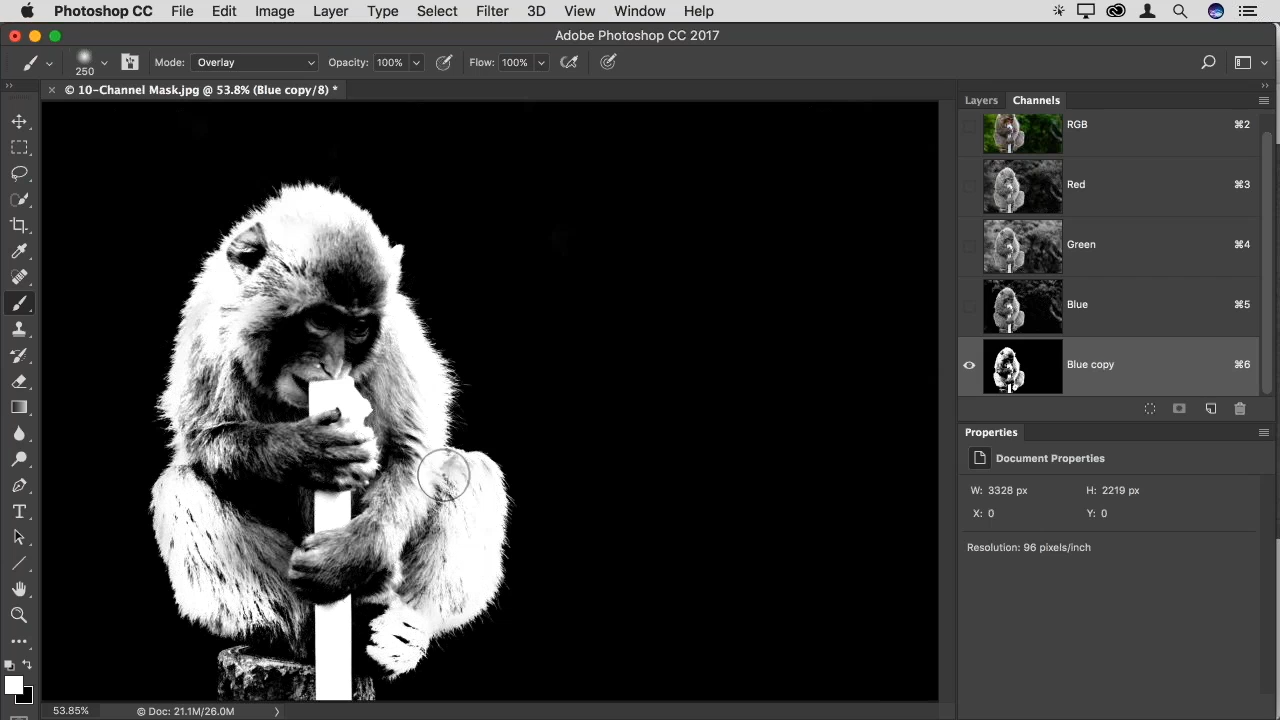 Photoshop CC File Edit Image Layer Type Select Filter 3D View Window Help
Adobe Photoshop CC 2017
250 Mode: Overlay Opacity: 100% Flow: 100%
× © 10-Channel Mask.jpg @ 53.8% (Blue copy/8) *
Layers Channels
RGB ⌘2
Red ⌘3
Green ⌘4
Blue ⌘5
Blue copy ⌘6
Properties
Document Properties
W: 3328 px H: 2219 px
X: 0 Y: 0
Resolution: 96 pixels/inch
53.85% @ Doc: 21.1M/26.0M